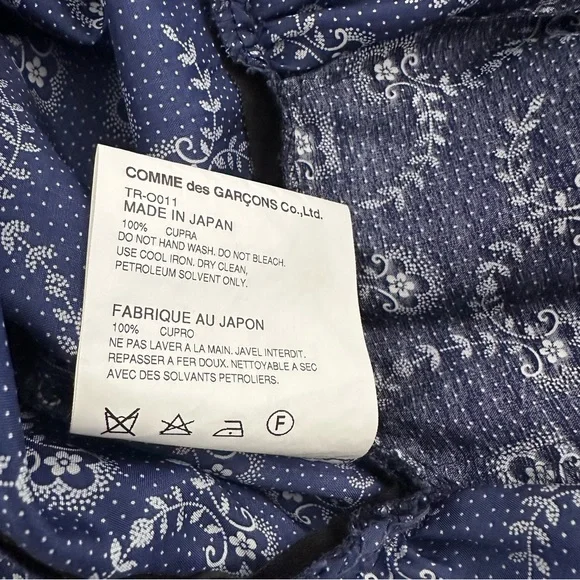 COMME des GARÇONS Co.,Ltd.
TR-O011
MADE IN JAPAN
100% CUPRA
DO NOT HAND WASH. DO NOT BLEACH.
USE COOL IRON. DRY CLEAN,
PETROLEUM SOLVENT ONLY.
FABRIQUE AU JAPON
100% CUPRO
NE PAS LAVER A LA MAIN. JAVEL INTERDIT.
REPASSER A FER DOUX. NETTOYAGE A SEC
AVEC DES SOLVANTS PETROLIERS.
F